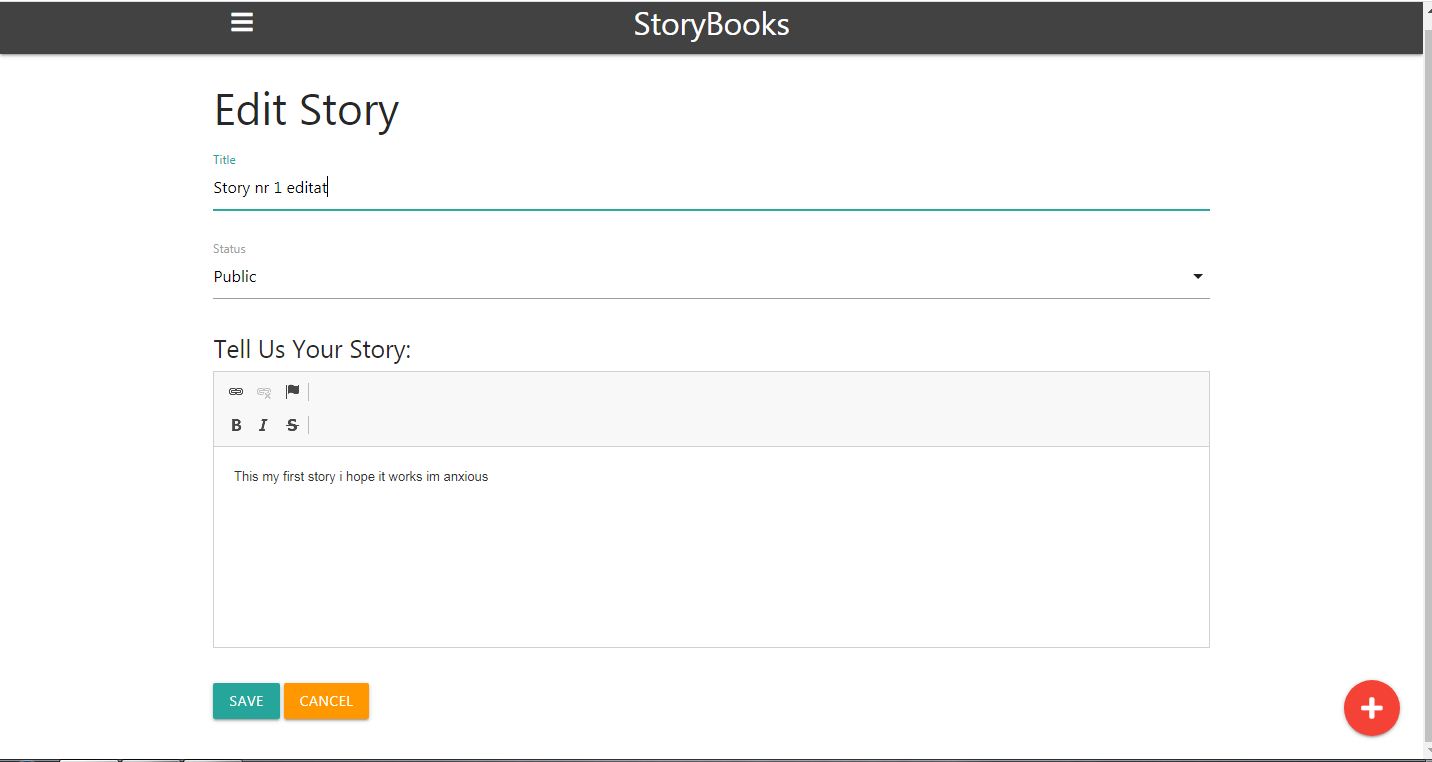 StoryBooks
Edit Story
Title
Story nr 1 editat
Status
Public
Tell Us Your Story:
B I S
This my first story i hope it works im anxious
SAVE CANCEL